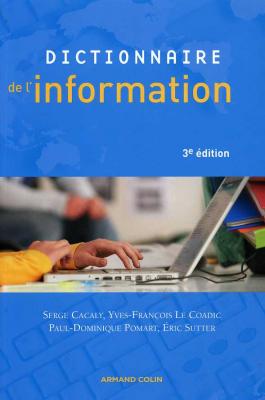 DICTIONNAIRE
de l'information
3e édition
SERGE CACALY, YVES-FRANÇOIS LE COADIC
PAUL-DOMINIQUE POMART, ÉRIC SUTTER
ARMAND COLIN